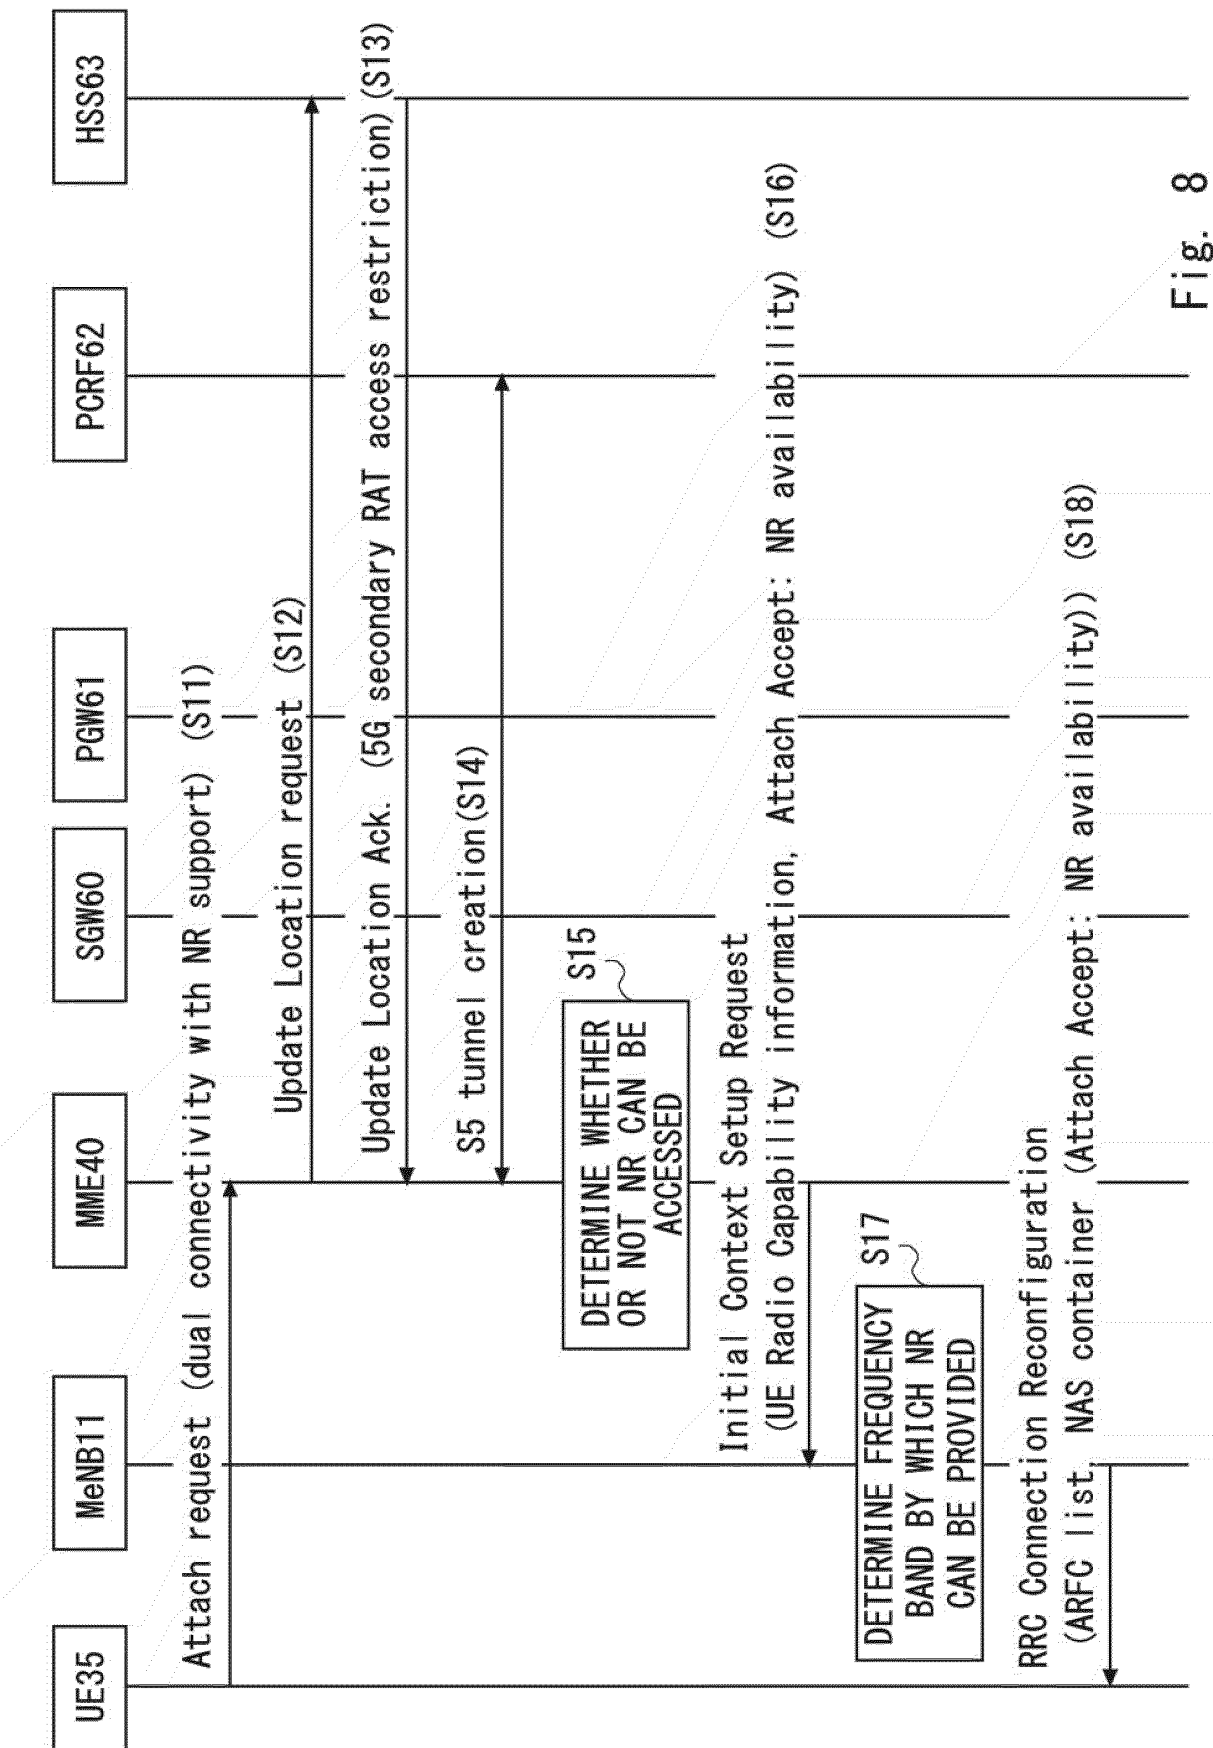 UE35
MeNB11
MME40
SGW60
PGW61
PCRF62
HSS63
Attach request (dual connectivity with NR support) (S11)
Update Location request (S12)
Update Location Ack. (5G secondary RAT access restriction) (S13)
S5 tunnel creation(S14)
S15
DETERMINE WHETHER
OR NOT NR CAN BE
ACCESSED
Initial Context Setup Request
(UE Radio Capability information, Attach Accept: NR availability) (S16)
S17
DETERMINE FREQUENCY
BAND BY WHICH NR
CAN BE PROVIDED
RRC Connection Reconfiguration
(ARFC list, NAS container (Attach Accept: NR availability)) (S18)
Fig. 8